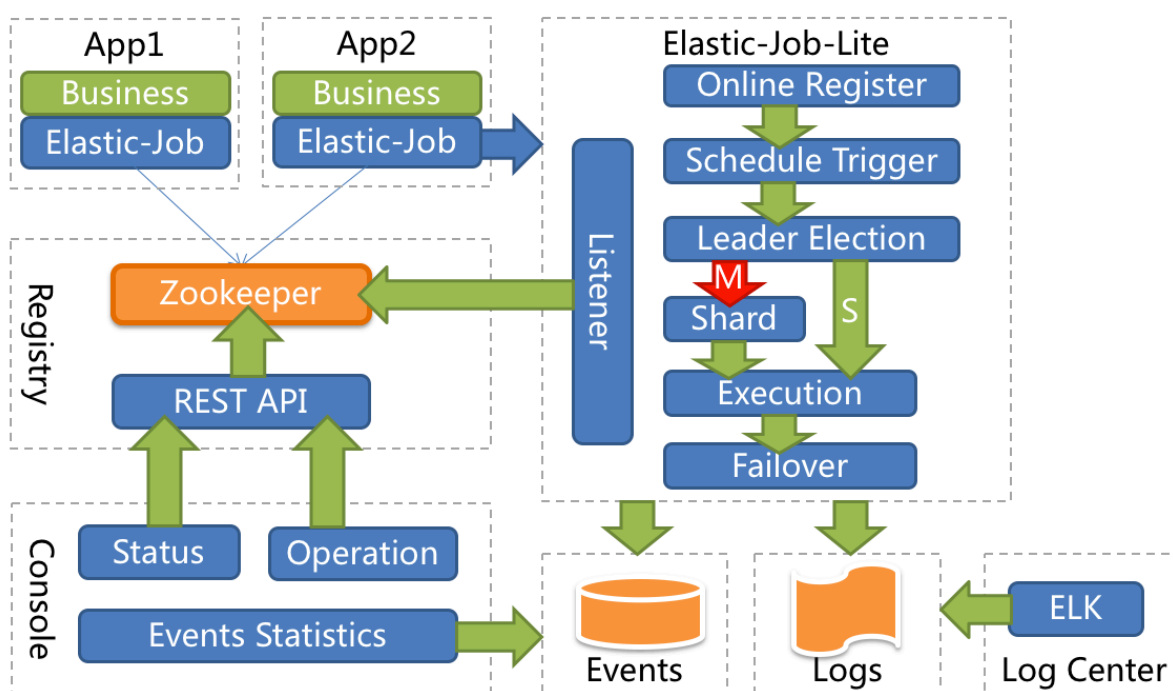 App1
Business
Elastic-Job
App2
Business
Elastic-Job
Elastic-Job-Lite
Online Register
Schedule Trigger
Leader Election
M
S
Shard
Execution
Failover
Listener
Registry
Zookeeper
REST API
Console
Status
Operation
Events Statistics
Events
Logs
ELK
Log Center